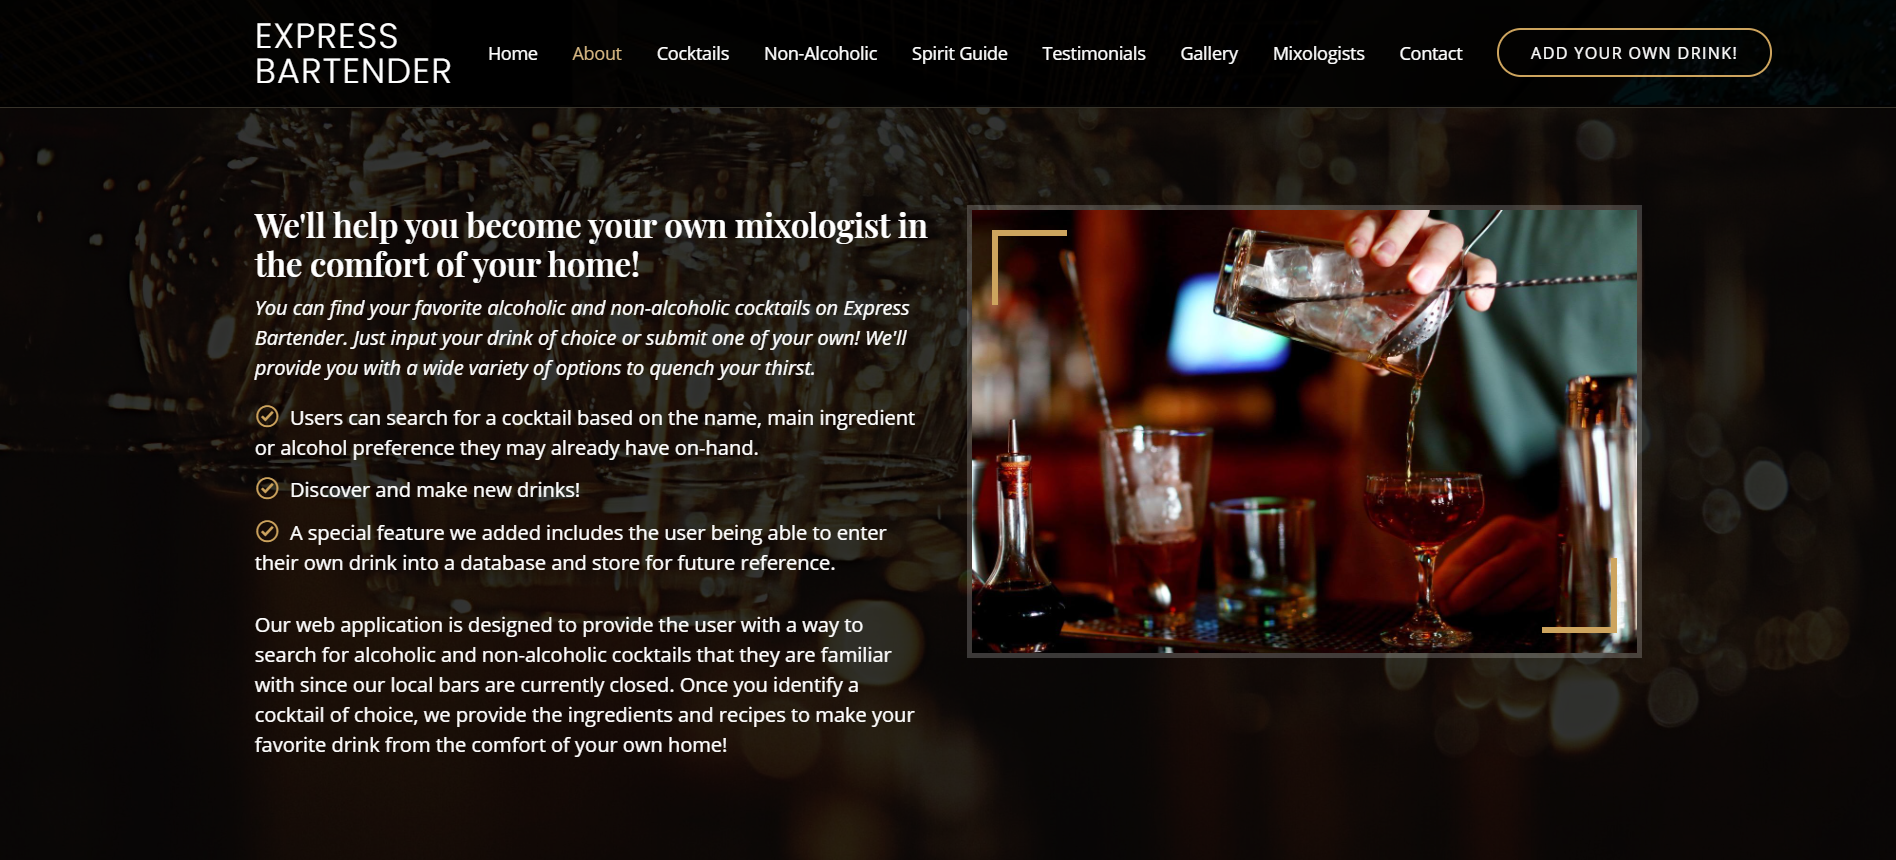 EXPRESS
BARTENDER
Home About Cocktails Non-Alcoholic Spirit Guide Testimonials Gallery Mixologists Contact ADD YOUR OWN DRINK!
We'll help you become your own mixologist in
the comfort of your home!
You can find your favorite alcoholic and non-alcoholic cocktails on Express
Bartender. Just input your drink of choice or submit one of your own! We'll
provide you with a wide variety of options to quench your thirst.
Users can search for a cocktail based on the name, main ingredient
or alcohol preference they may already have on-hand.
Discover and make new drinks!
A special feature we added includes the user being able to enter
their own drink into a database and store for future reference.
Our web application is designed to provide the user with a way to
search for alcoholic and non-alcoholic cocktails that they are familiar
with since our local bars are currently closed. Once you identify a
cocktail of choice, we provide the ingredients and recipes to make your
favorite drink from the comfort of your own home!